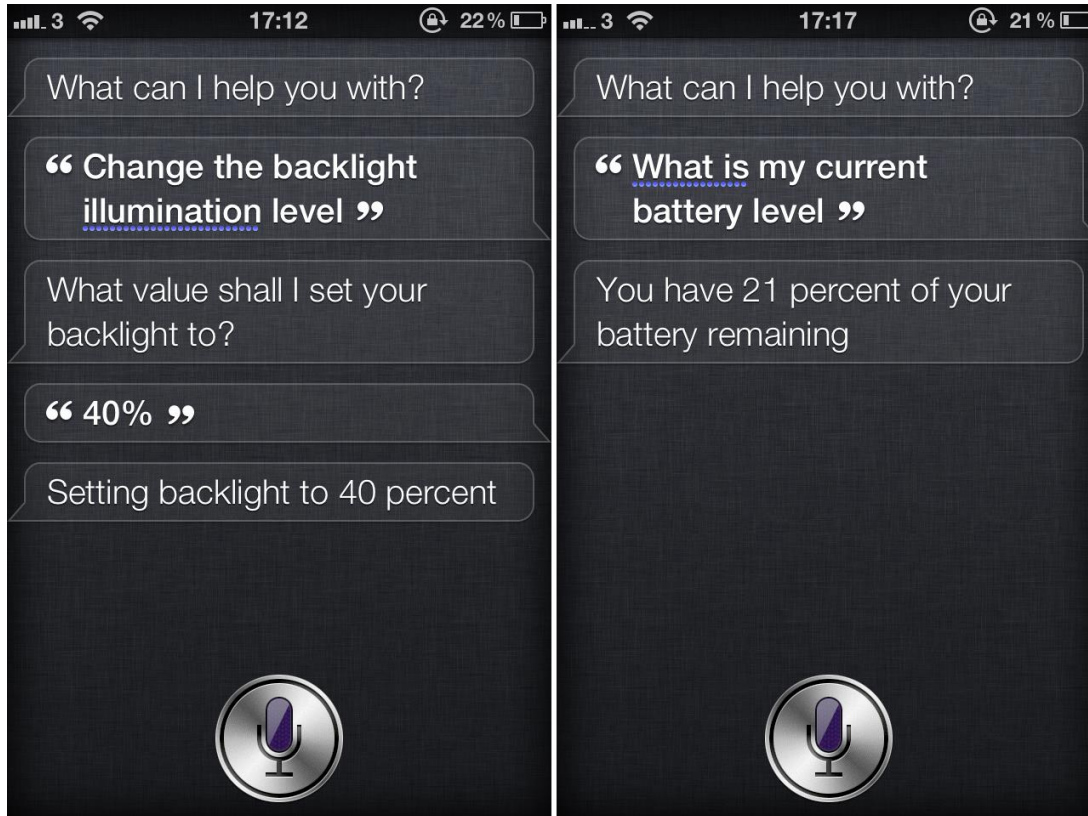 3 17:12 22%
What can I help you with?
“ Change the backlight
illumination level ”
What value shall I set your
backlight to?
“ 40% ”
Setting backlight to 40 percent
3 17:17 21%
What can I help you with?
“ What is my current
battery level ”
You have 21 percent of your
battery remaining